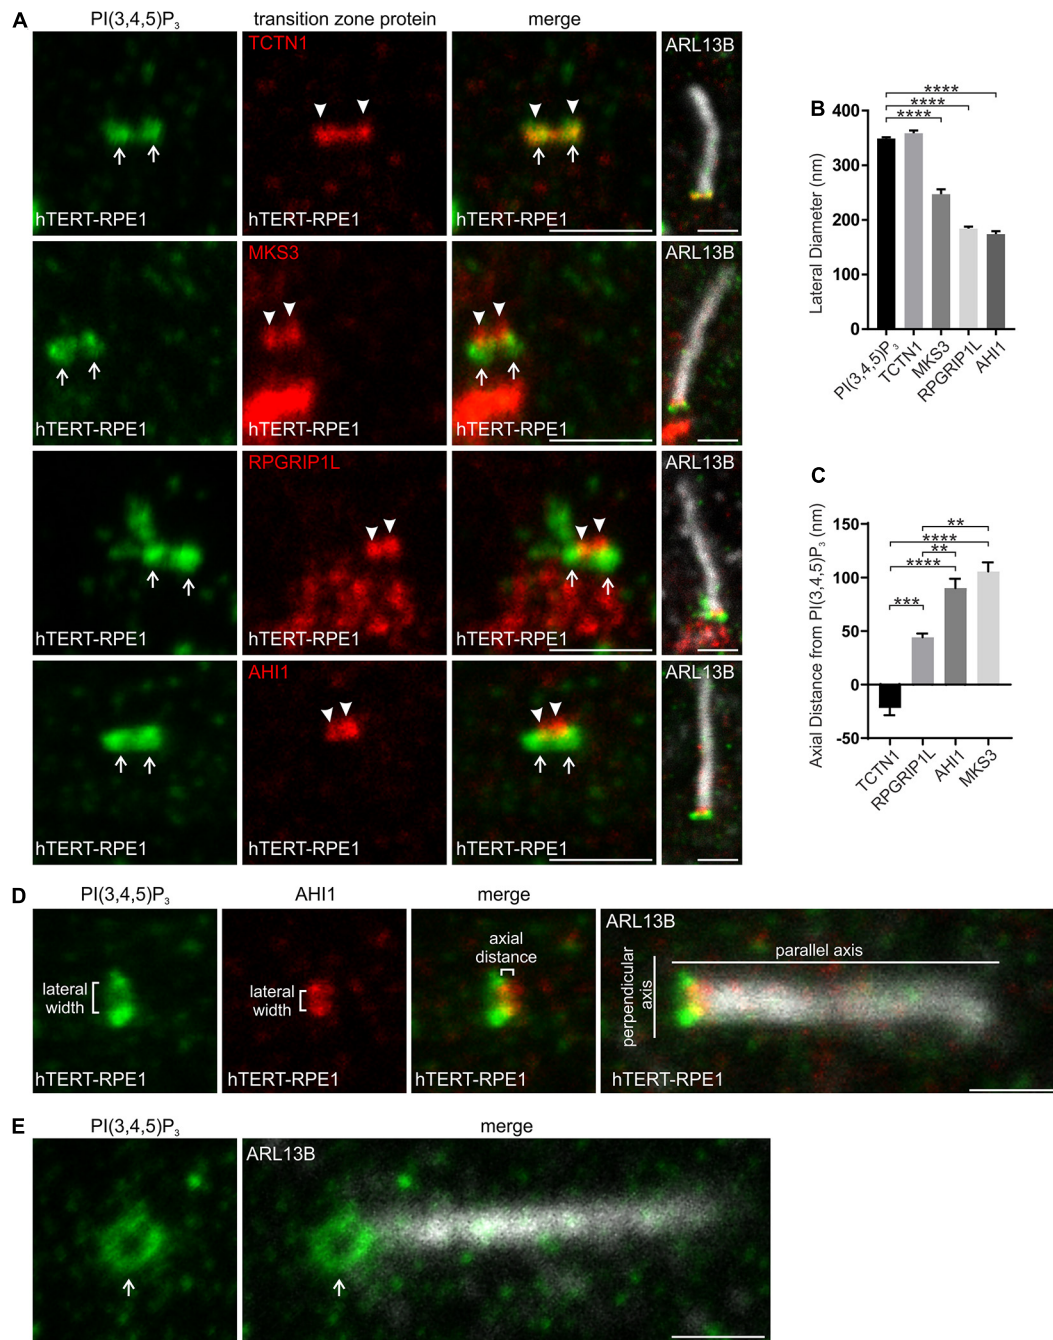 A
PI(3,4,5)P3 transition zone protein merge
TCTN1 ARL13B
hTERT-RPE1 hTERT-RPE1 hTERT-RPE1
MKS3 ARL13B
hTERT-RPE1 hTERT-RPE1 hTERT-RPE1
RPGRIP1L ARL13B
hTERT-RPE1 hTERT-RPE1 hTERT-RPE1
AHI1 ARL13B
hTERT-RPE1 hTERT-RPE1 hTERT-RPE1
B
****
****
****
Lateral Diameter (nm)
400
300
200
100
0
PI(3,4,5)P3 TCTN1 MKS3 RPGRIP1L AHI1
C
**
****
**
****
***
Axial Distance from PI(3,4,5)P3 (nm)
150
100
50
0
-50
TCTN1 RPGRIP1L AHI1 MKS3
D
PI(3,4,5)P3 AHI1 merge
lateral width
hTERT-RPE1
lateral width
hTERT-RPE1
axial distance
hTERT-RPE1
ARL13B
parallel axis
perpendicular axis
hTERT-RPE1
E
PI(3,4,5)P3 merge
ARL13B